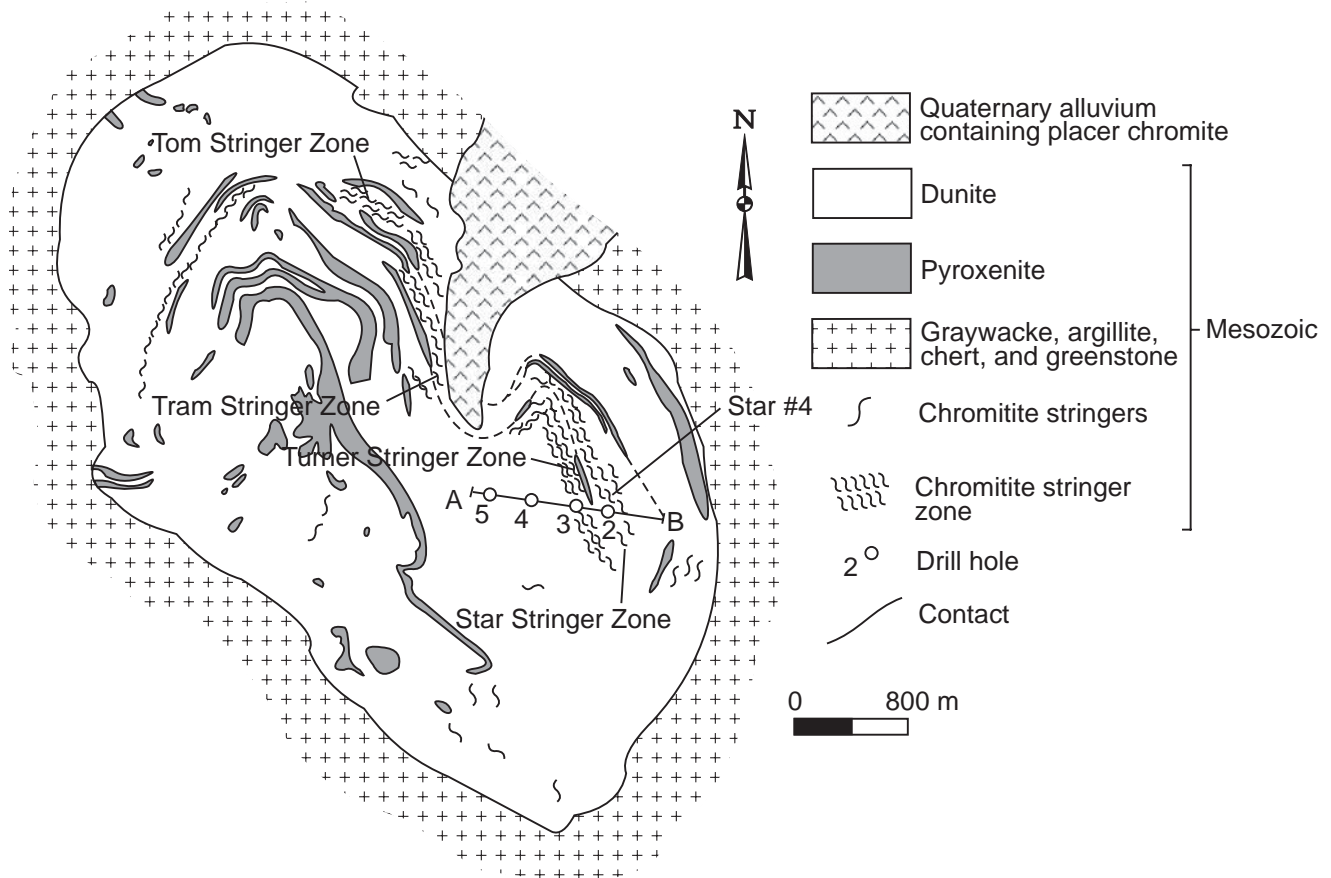 Tom Stringer Zone
Tram Stringer Zone
Turner Stringer Zone
Star #4
A
5
4
3
2
B
Star Stringer Zone
N
Quaternary alluvium
containing placer chromite
Dunite
Pyroxenite
Graywacke, argillite,
chert, and greenstone
Mesozoic
Chromitite stringers
Chromitite stringer
zone
2
Drill hole
Contact
0 800 m